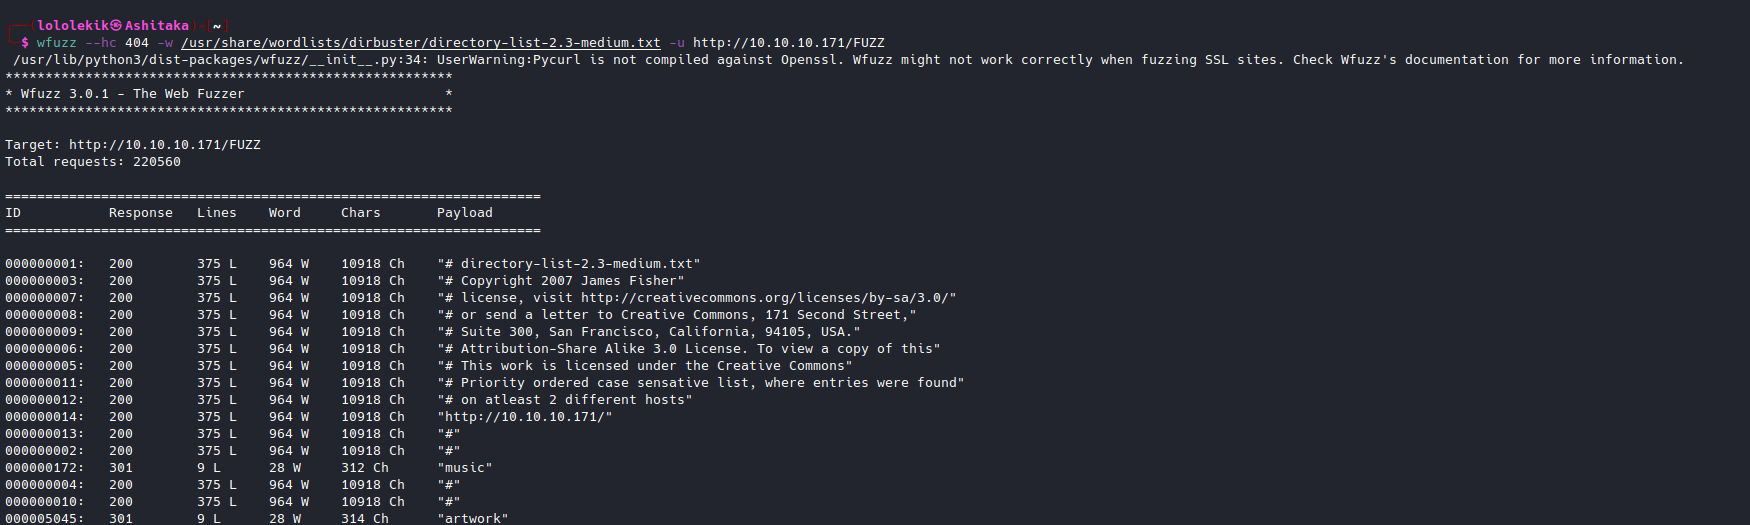 lololekik㉿Ashitaka)-[~]
$ wfuzz --hc 404 -w /usr/share/wordlists/dirbuster/directory-list-2.3-medium.txt -u http://10.10.10.171/FUZZ
/usr/lib/python3/dist-packages/wfuzz/__init__.py:34: UserWarning:Pycurl is not compiled against Openssl. Wfuzz might not work correctly when fuzzing SSL sites. Check Wfuzz's documentation for more information.
********************************************************
* Wfuzz 3.0.1 - The Web Fuzzer                         *
********************************************************
Target: http://10.10.10.171/FUZZ
Total requests: 220560
===================================================================
ID           Response   Lines    Word     Chars       Payload
===================================================================
000000001:   200        375 L    964 W    10918 Ch    "# directory-list-2.3-medium.txt"
000000003:   200        375 L    964 W    10918 Ch    "# Copyright 2007 James Fisher"
000000007:   200        375 L    964 W    10918 Ch    "# license, visit http://creativecommons.org/licenses/by-sa/3.0/"
000000008:   200        375 L    964 W    10918 Ch    "# or send a letter to Creative Commons, 171 Second Street,"
000000009:   200        375 L    964 W    10918 Ch    "# Suite 300, San Francisco, California, 94105, USA."
000000006:   200        375 L    964 W    10918 Ch    "# Attribution-Share Alike 3.0 License. To view a copy of this"
000000005:   200        375 L    964 W    10918 Ch    "# This work is licensed under the Creative Commons"
000000011:   200        375 L    964 W    10918 Ch    "# Priority ordered case sensative list, where entries were found"
000000012:   200        375 L    964 W    10918 Ch    "# on atleast 2 different hosts"
000000014:   200        375 L    964 W    10918 Ch    "http://10.10.10.171/"
000000013:   200        375 L    964 W    10918 Ch    "#"
000000002:   200        375 L    964 W    10918 Ch    "#"
000000172:   301        9 L      28 W     312 Ch      "music"
000000004:   200        375 L    964 W    10918 Ch    "#"
000000010:   200        375 L    964 W    10918 Ch    "#"
000005045:   301        9 L      28 W     314 Ch      "artwork"